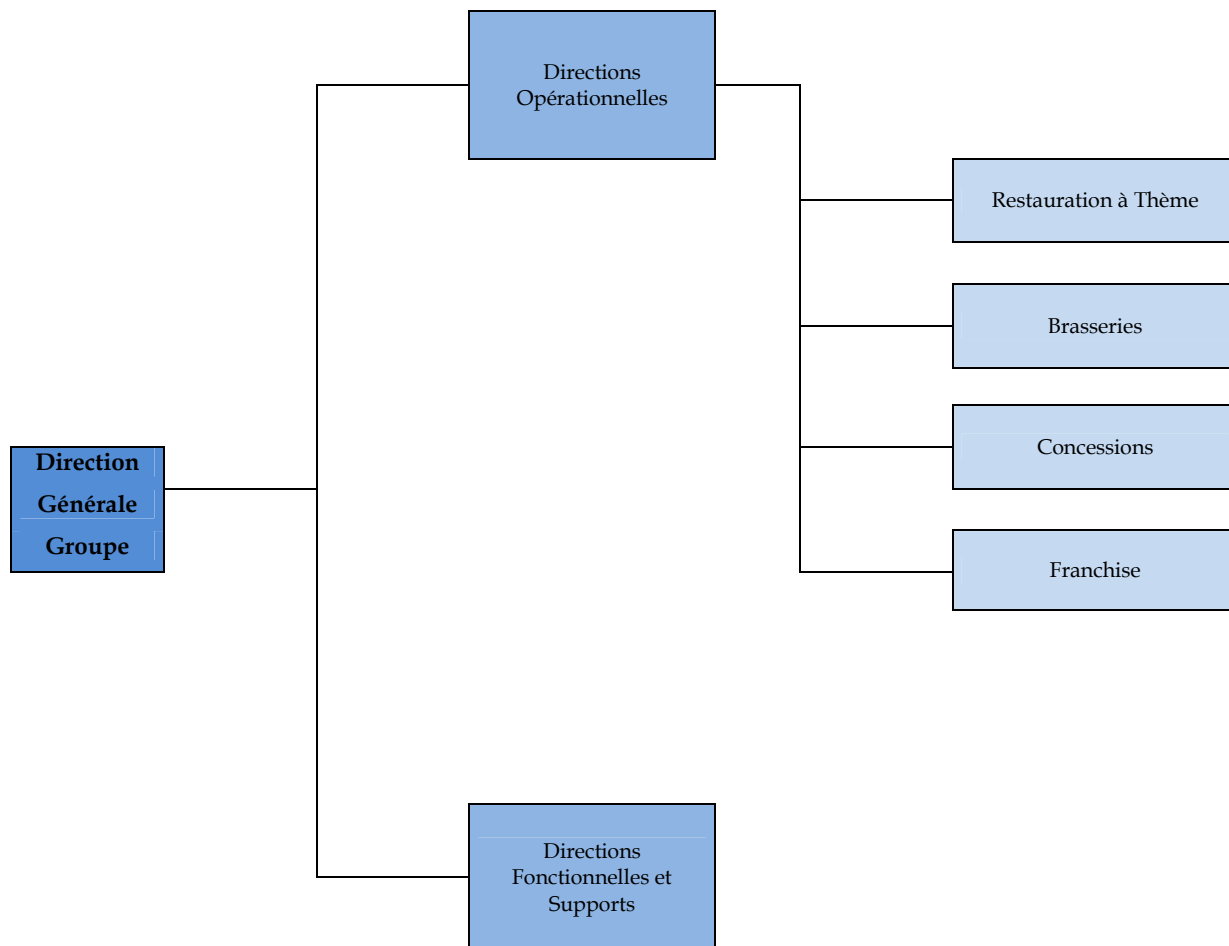 Directions
Opérationnelles
Restauration à Thème
Brasseries
Concessions
Direction
Générale
Groupe
Franchise
Directions
Fonctionnelles et
Supports